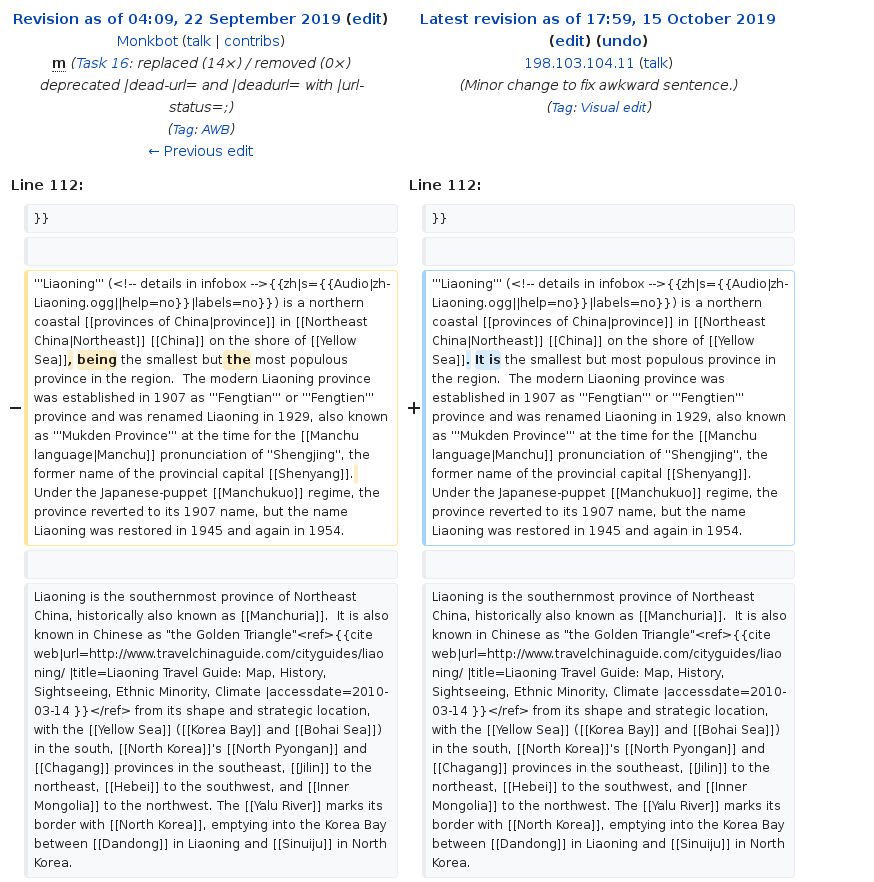 Revision as of 04:09, 22 September 2019 (edit)
Monkbot (talk | contribs)
m (Task 16: replaced (14×) / removed (0×)
deprecated |dead-url= and |deadurl= with |url-
status=;)
(Tag: AWB)
← Previous edit
Latest revision as of 17:59, 15 October 2019
(edit) (undo)
198.103.104.11 (talk)
(Minor change to fix awkward sentence.)
(Tag: Visual edit)
Line 112:
Line 112:
}}
}}
−
'''Liaoning''' (<!-- details in infobox -->{{zh|s={{Audio|zh-
Liaoning.ogg||help=no}}|labels=no}}) is a northern
coastal [[provinces of China|province]] in [[Northeast
China|Northeast]] [[China]] on the shore of [[Yellow
Sea]], being the smallest but the most populous
province in the region.  The modern Liaoning province
was established in 1907 as '''Fengtian''' or '''Fengtien'''
province and was renamed Liaoning in 1929, also known
as '''Mukden Province''' at the time for the [[Manchu
language|Manchu]] pronunciation of ''Shengjing'', the
former name of the provincial capital [[Shenyang]].
Under the Japanese-puppet [[Manchukuo]] regime, the
province reverted to its 1907 name, but the name
Liaoning was restored in 1945 and again in 1954.
+
'''Liaoning''' (<!-- details in infobox -->{{zh|s={{Audio|zh-
Liaoning.ogg||help=no}}|labels=no}}) is a northern
coastal [[provinces of China|province]] in [[Northeast
China|Northeast]] [[China]] on the shore of [[Yellow
Sea]]. It is the smallest but most populous province in
the region.  The modern Liaoning province was
established in 1907 as '''Fengtian''' or '''Fengtien'''
province and was renamed Liaoning in 1929, also known
as '''Mukden Province''' at the time for the [[Manchu
language|Manchu]] pronunciation of ''Shengjing'', the
former name of the provincial capital [[Shenyang]].
Under the Japanese-puppet [[Manchukuo]] regime, the
province reverted to its 1907 name, but the name
Liaoning was restored in 1945 and again in 1954.
Liaoning is the southernmost province of Northeast
China, historically also known as [[Manchuria]].  It is also
known in Chinese as "the Golden Triangle"<ref>{{cite
web|url=http://www.travelchinaguide.com/cityguides/liao
ning/ |title=Liaoning Travel Guide: Map, History,
Sightseeing, Ethnic Minority, Climate |accessdate=2010-
03-14 }}</ref> from its shape and strategic location,
with the [[Yellow Sea]] ([[Korea Bay]] and [[Bohai Sea]])
in the south, [[North Korea]]'s [[North Pyongan]] and
[[Chagang]] provinces in the southeast, [[Jilin]] to the
northeast, [[Hebei]] to the southwest, and [[Inner
Mongolia]] to the northwest. The [[Yalu River]] marks its
border with [[North Korea]], emptying into the Korea Bay
between [[Dandong]] in Liaoning and [[Sinuiju]] in North
Korea.
Liaoning is the southernmost province of Northeast
China, historically also known as [[Manchuria]].  It is also
known in Chinese as "the Golden Triangle"<ref>{{cite
web|url=http://www.travelchinaguide.com/cityguides/liao
ning/ |title=Liaoning Travel Guide: Map, History,
Sightseeing, Ethnic Minority, Climate |accessdate=2010-
03-14 }}</ref> from its shape and strategic location,
with the [[Yellow Sea]] ([[Korea Bay]] and [[Bohai Sea]])
in the south, [[North Korea]]'s [[North Pyongan]] and
[[Chagang]] provinces in the southeast, [[Jilin]] to the
northeast, [[Hebei]] to the southwest, and [[Inner
Mongolia]] to the northwest. The [[Yalu River]] marks its
border with [[North Korea]], emptying into the Korea Bay
between [[Dandong]] in Liaoning and [[Sinuiju]] in North
Korea.